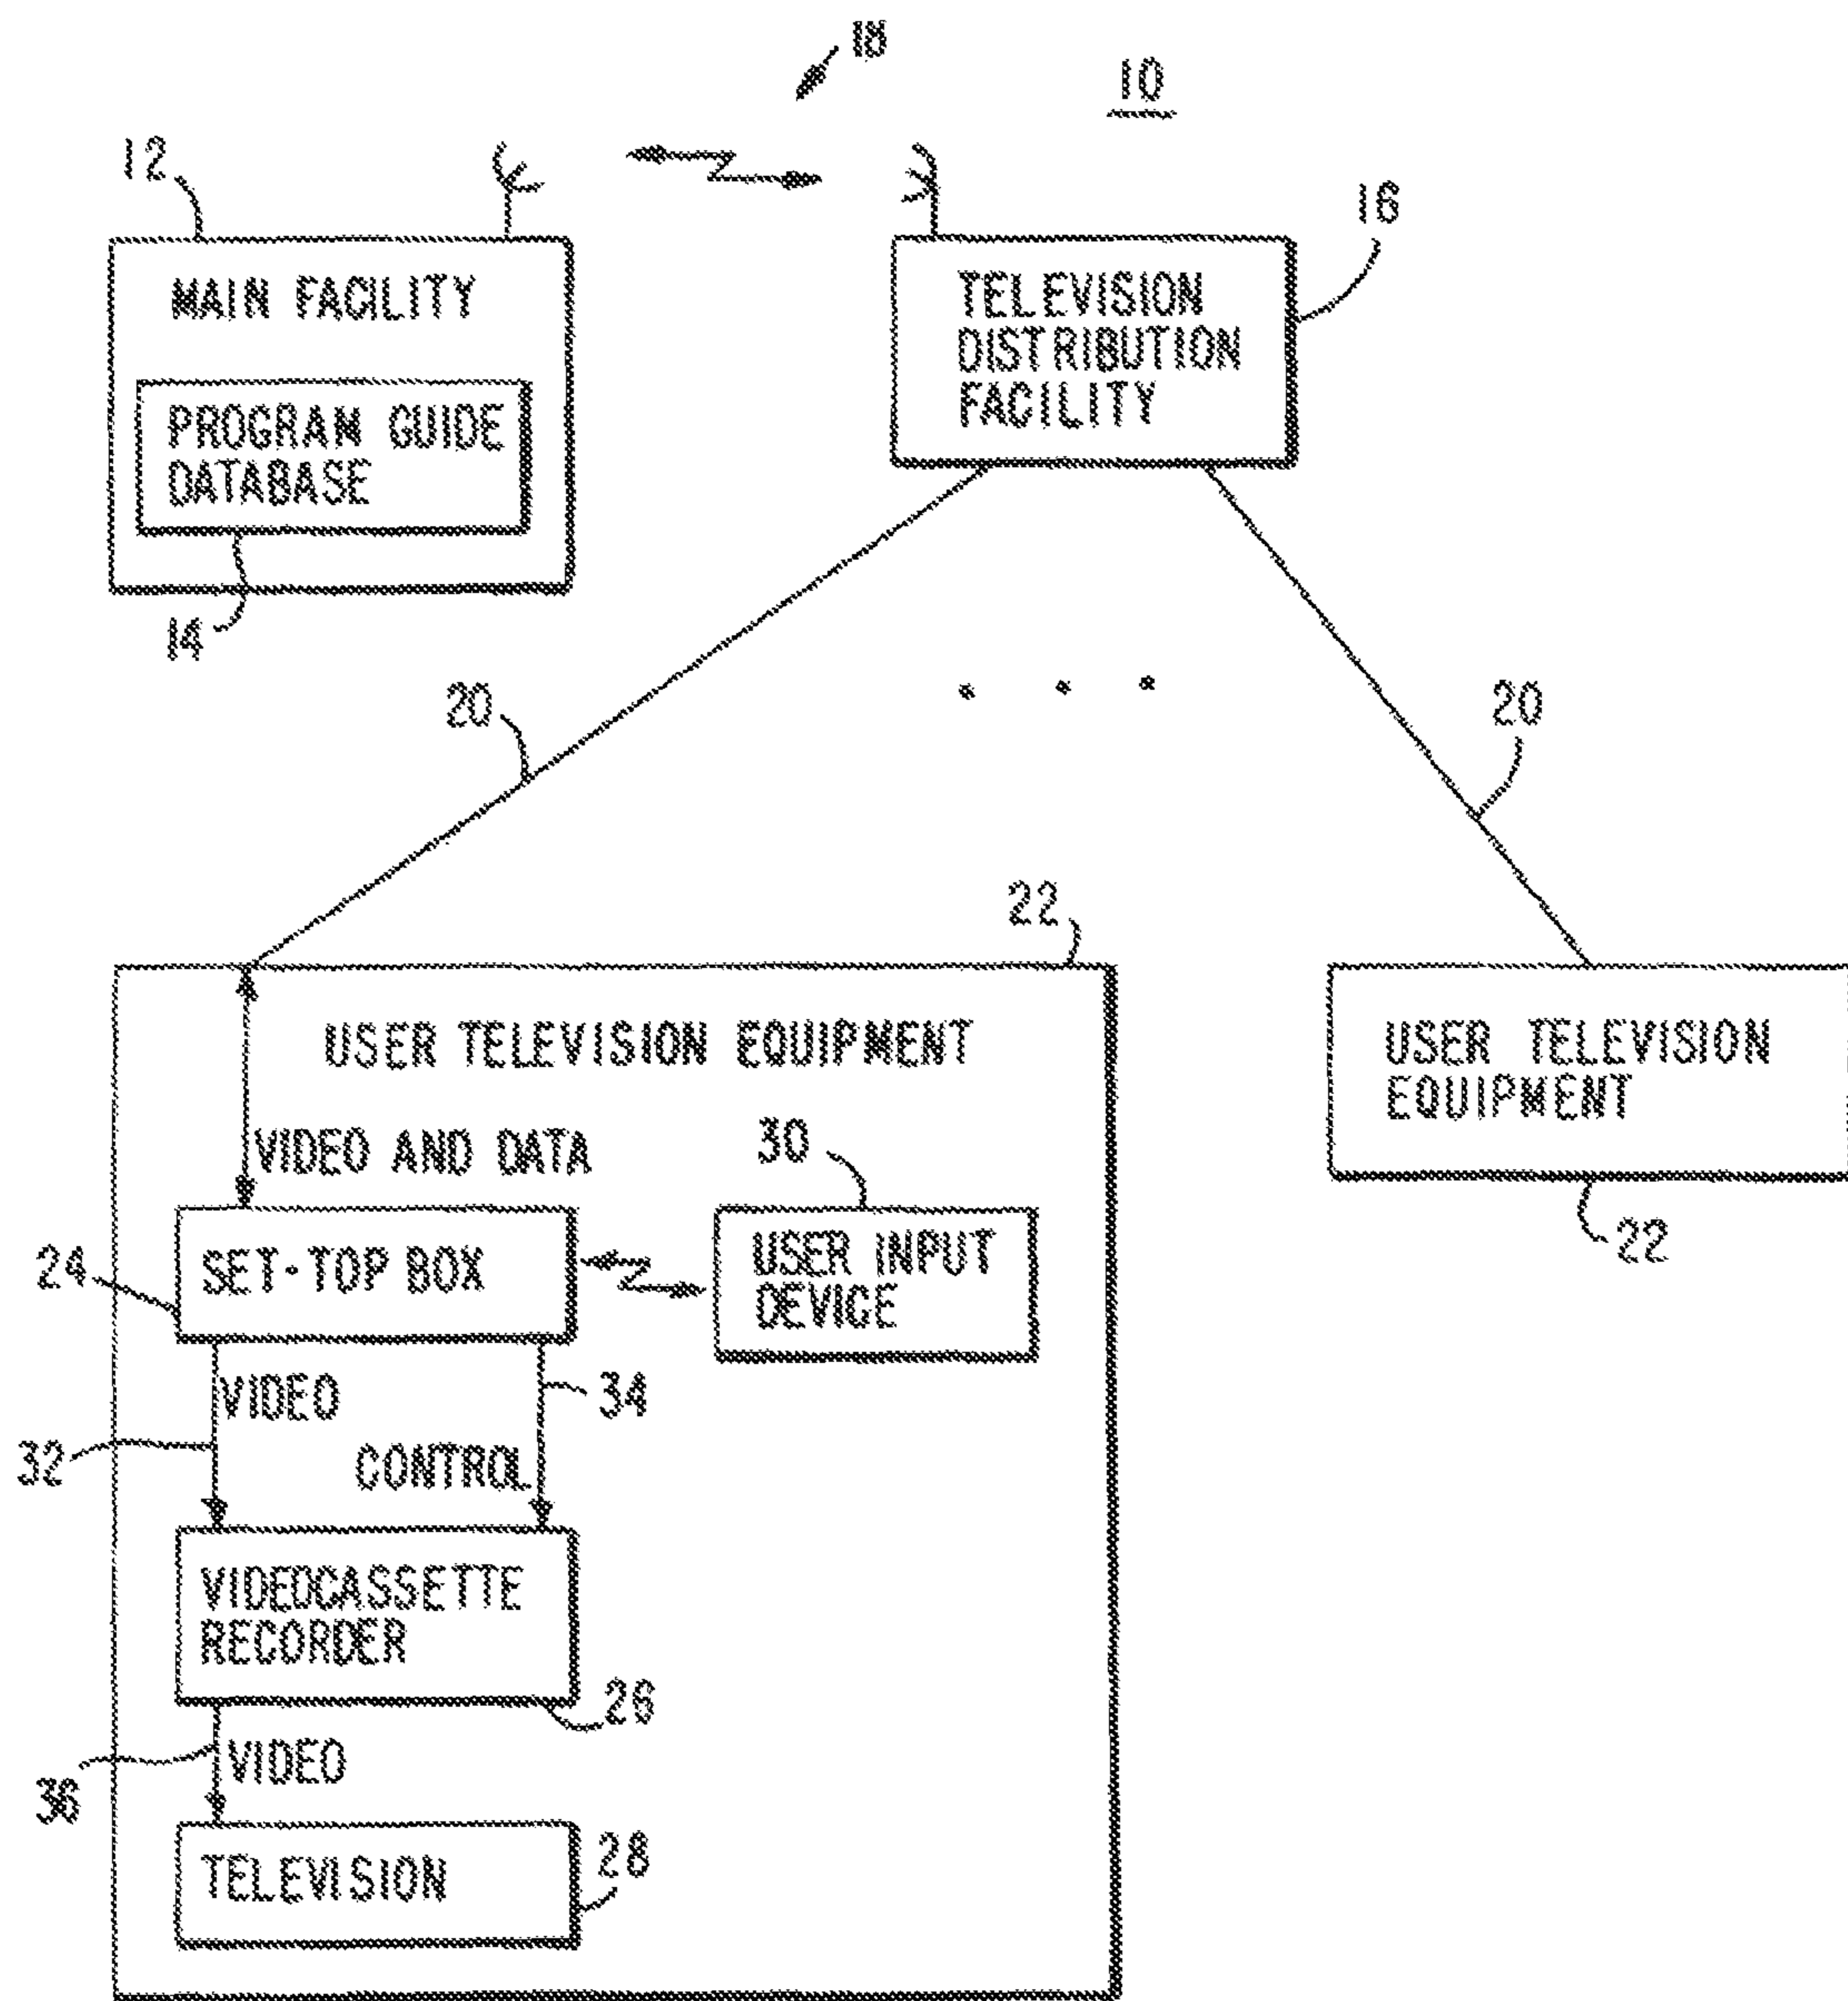 18
10
12
16
MAIN FACILITY
TELEVISION
DISTRIBUTION
FACILITY
PROGRAM GUIDE
DATABASE
14
20
20
22
USER TELEVISION EQUIPMENT
USER TELEVISION
EQUIPMENT
VIDEO AND DATA
30
22
24
SET-TOP BOX
USER INPUT
DEVICE
VIDEO
34
32
CONTROL
VIDEOCASSETTE
RECORDER
26
36
VIDEO
TELEVISION
28